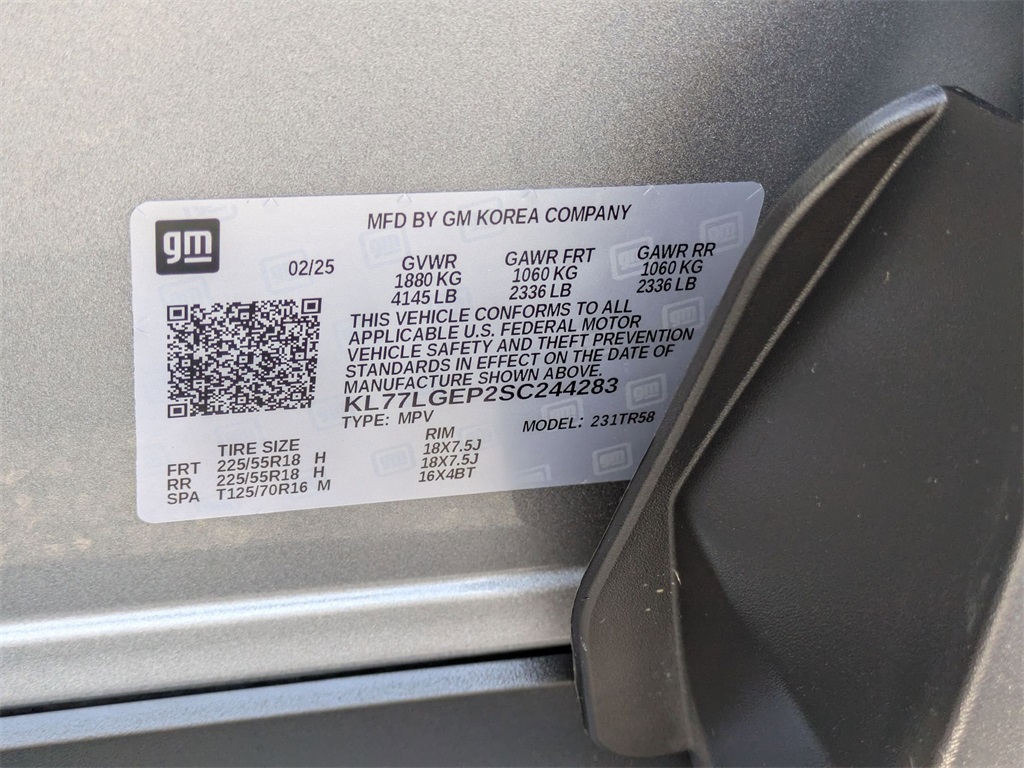 gm
MFD BY GM KOREA COMPANY
02/25
GVWR GAWR FRT GAWR RR
1880 KG 1060 KG 1060 KG
4145 LB 2336 LB 2336 LB
THIS VEHICLE CONFORMS TO ALL
APPLICABLE U.S. FEDERAL MOTOR
VEHICLE SAFETY AND THEFT PREVENTION
STANDARDS IN EFFECT ON THE DATE OF
MANUFACTURE SHOWN ABOVE.
KL77LGEP2SC244283
TYPE: MPV MODEL: 231TR58
TIRE SIZE RIM
FRT 225/55R18 H 18X7.5J
RR 225/55R18 H 18X7.5J
SPA T125/70R16 M 16X4BT